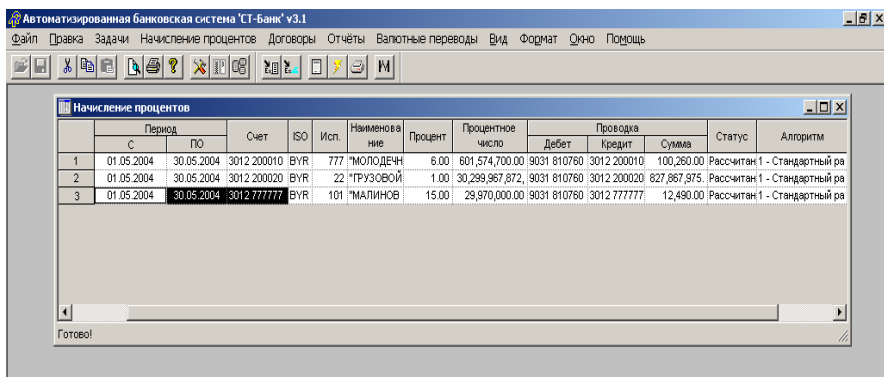 Автоматизированная банковская система 'СТ-Банк' v3.1
Файл Правка Задачи Начисление процентов Договоры Отчёты Валютные переводы Вид Формат Окно Помощь
Начисление процентов
Период Счет ISO Исп. Наименова ние Процент Процентное число Проводка Статус Алгоритм
С ПО Дебет Кредит Сумма
1 01.05.2004 30.05.2004 3012 200010 BYR 777 "МОЛОДЕЧН 6.00 601,574,700.00 9031 810760 3012 200010 100,260.00 Рассчитан 1 - Стандартный ра
2 01.05.2004 30.05.2004 3012 200020 BYR 22 "ГРУЗОВОЙ 1.00 30,299,967,872. 9031 810760 3012 200020 827,867,975. Рассчитан 1 - Стандартный ра
3 01.05.2004 30.05.2004 3012 777777 BYR 101 "МАЛИНОВ 15.00 29,970,000.00 9031 810760 3012 777777 12,490.00 Рассчитан 1 - Стандартный ра
Готово!